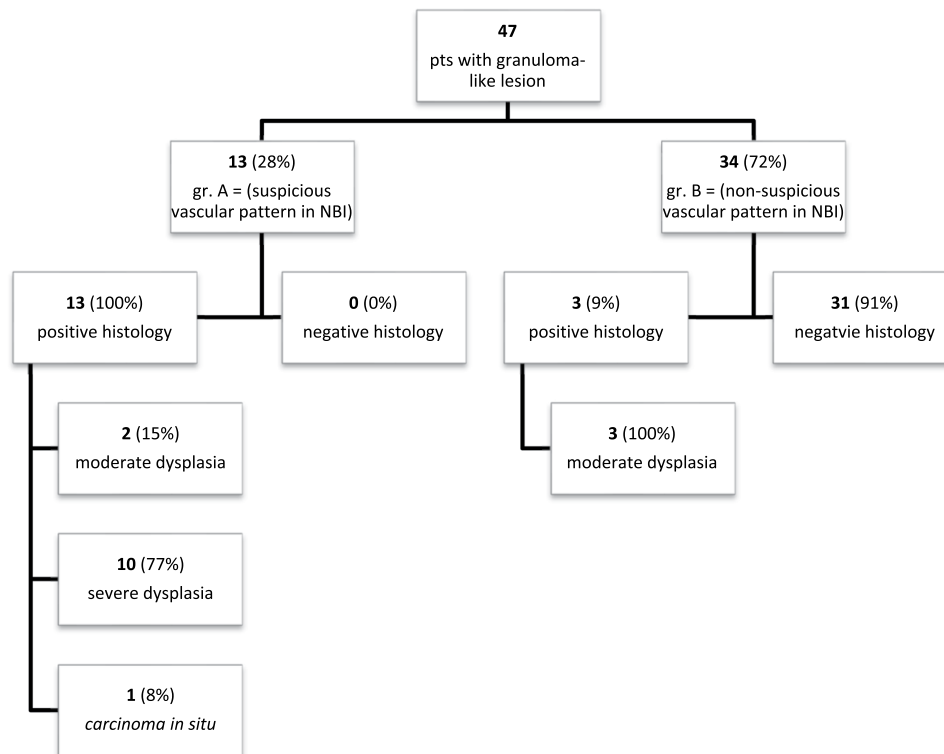 47
pts with granuloma-
like lesion
13 (28%)
gr. A = (suspicious
vascular pattern in NBI)
34 (72%)
gr. B = (non-suspicious
vascular pattern in NBI)
13 (100%)
positive histology
0 (0%)
negative histology
3 (9%)
positive histology
31 (91%)
negatvie histology
2 (15%)
moderate dysplasia
3 (100%)
moderate dysplasia
10 (77%)
severe dysplasia
1 (8%)
carcinoma in situ